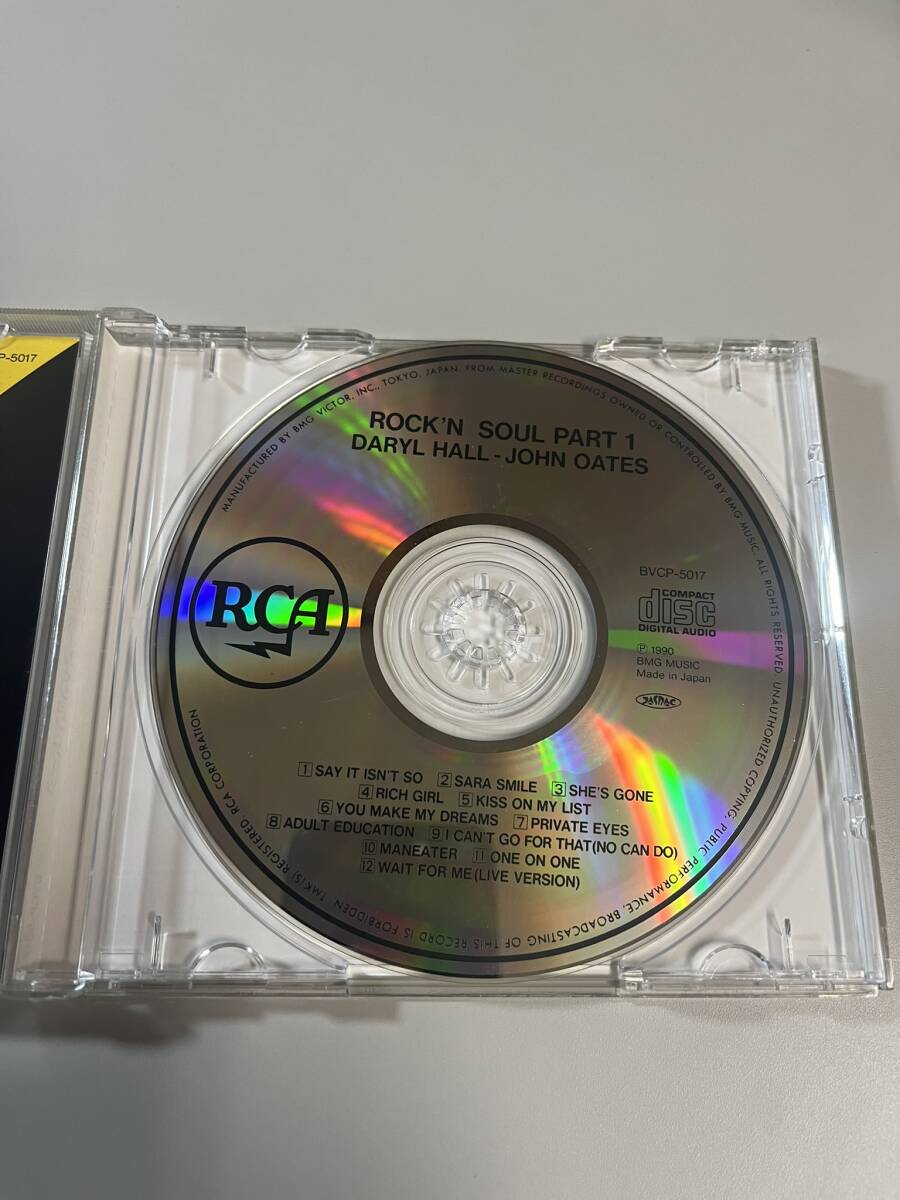 P-5017
MANUFACTURED BY BMG VICTOR, INC., TOKYO, JAPAN. FROM MASTER RECORDINGS OWNED OR CONTROLLED BY BMG MUSIC. ALL RIGHTS RESERVED. UNAUTHORIZED COPYING, PUBLIC PERFORMANCE, BROADCASTING OF THIS RECORD IS FORBIDDEN. TMK(S) REGISTERED. RCA CORPORATION
ROCK'N SOUL PART 1
DARYL HALL - JOHN OATES
RCA
BVCP-5017
COMPACT
disc
DIGITAL AUDIO
℗ 1990
BMG MUSIC
Made in Japan
JASRAC
1 SAY IT ISN'T SO 2 SARA SMILE 3 SHE'S GONE
4 RICH GIRL 5 KISS ON MY LIST
6 YOU MAKE MY DREAMS 7 PRIVATE EYES
8 ADULT EDUCATION 9 I CAN'T GO FOR THAT(NO CAN DO)
10 MANEATER 11 ONE ON ONE
12 WAIT FOR ME(LIVE VERSION)